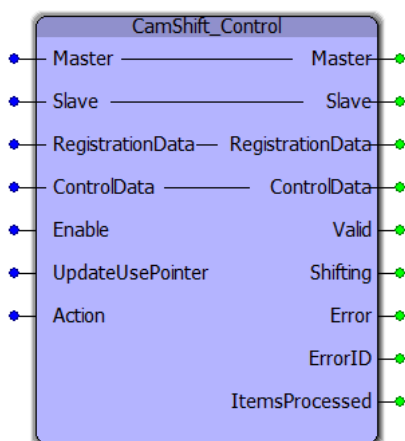 CamShift_Control
Master Master
Slave Slave
RegistrationData RegistrationData
ControlData ControlData
Enable Valid
UpdateUsePointer Shifting
Action Error
ErrorID
ItemsProcessed